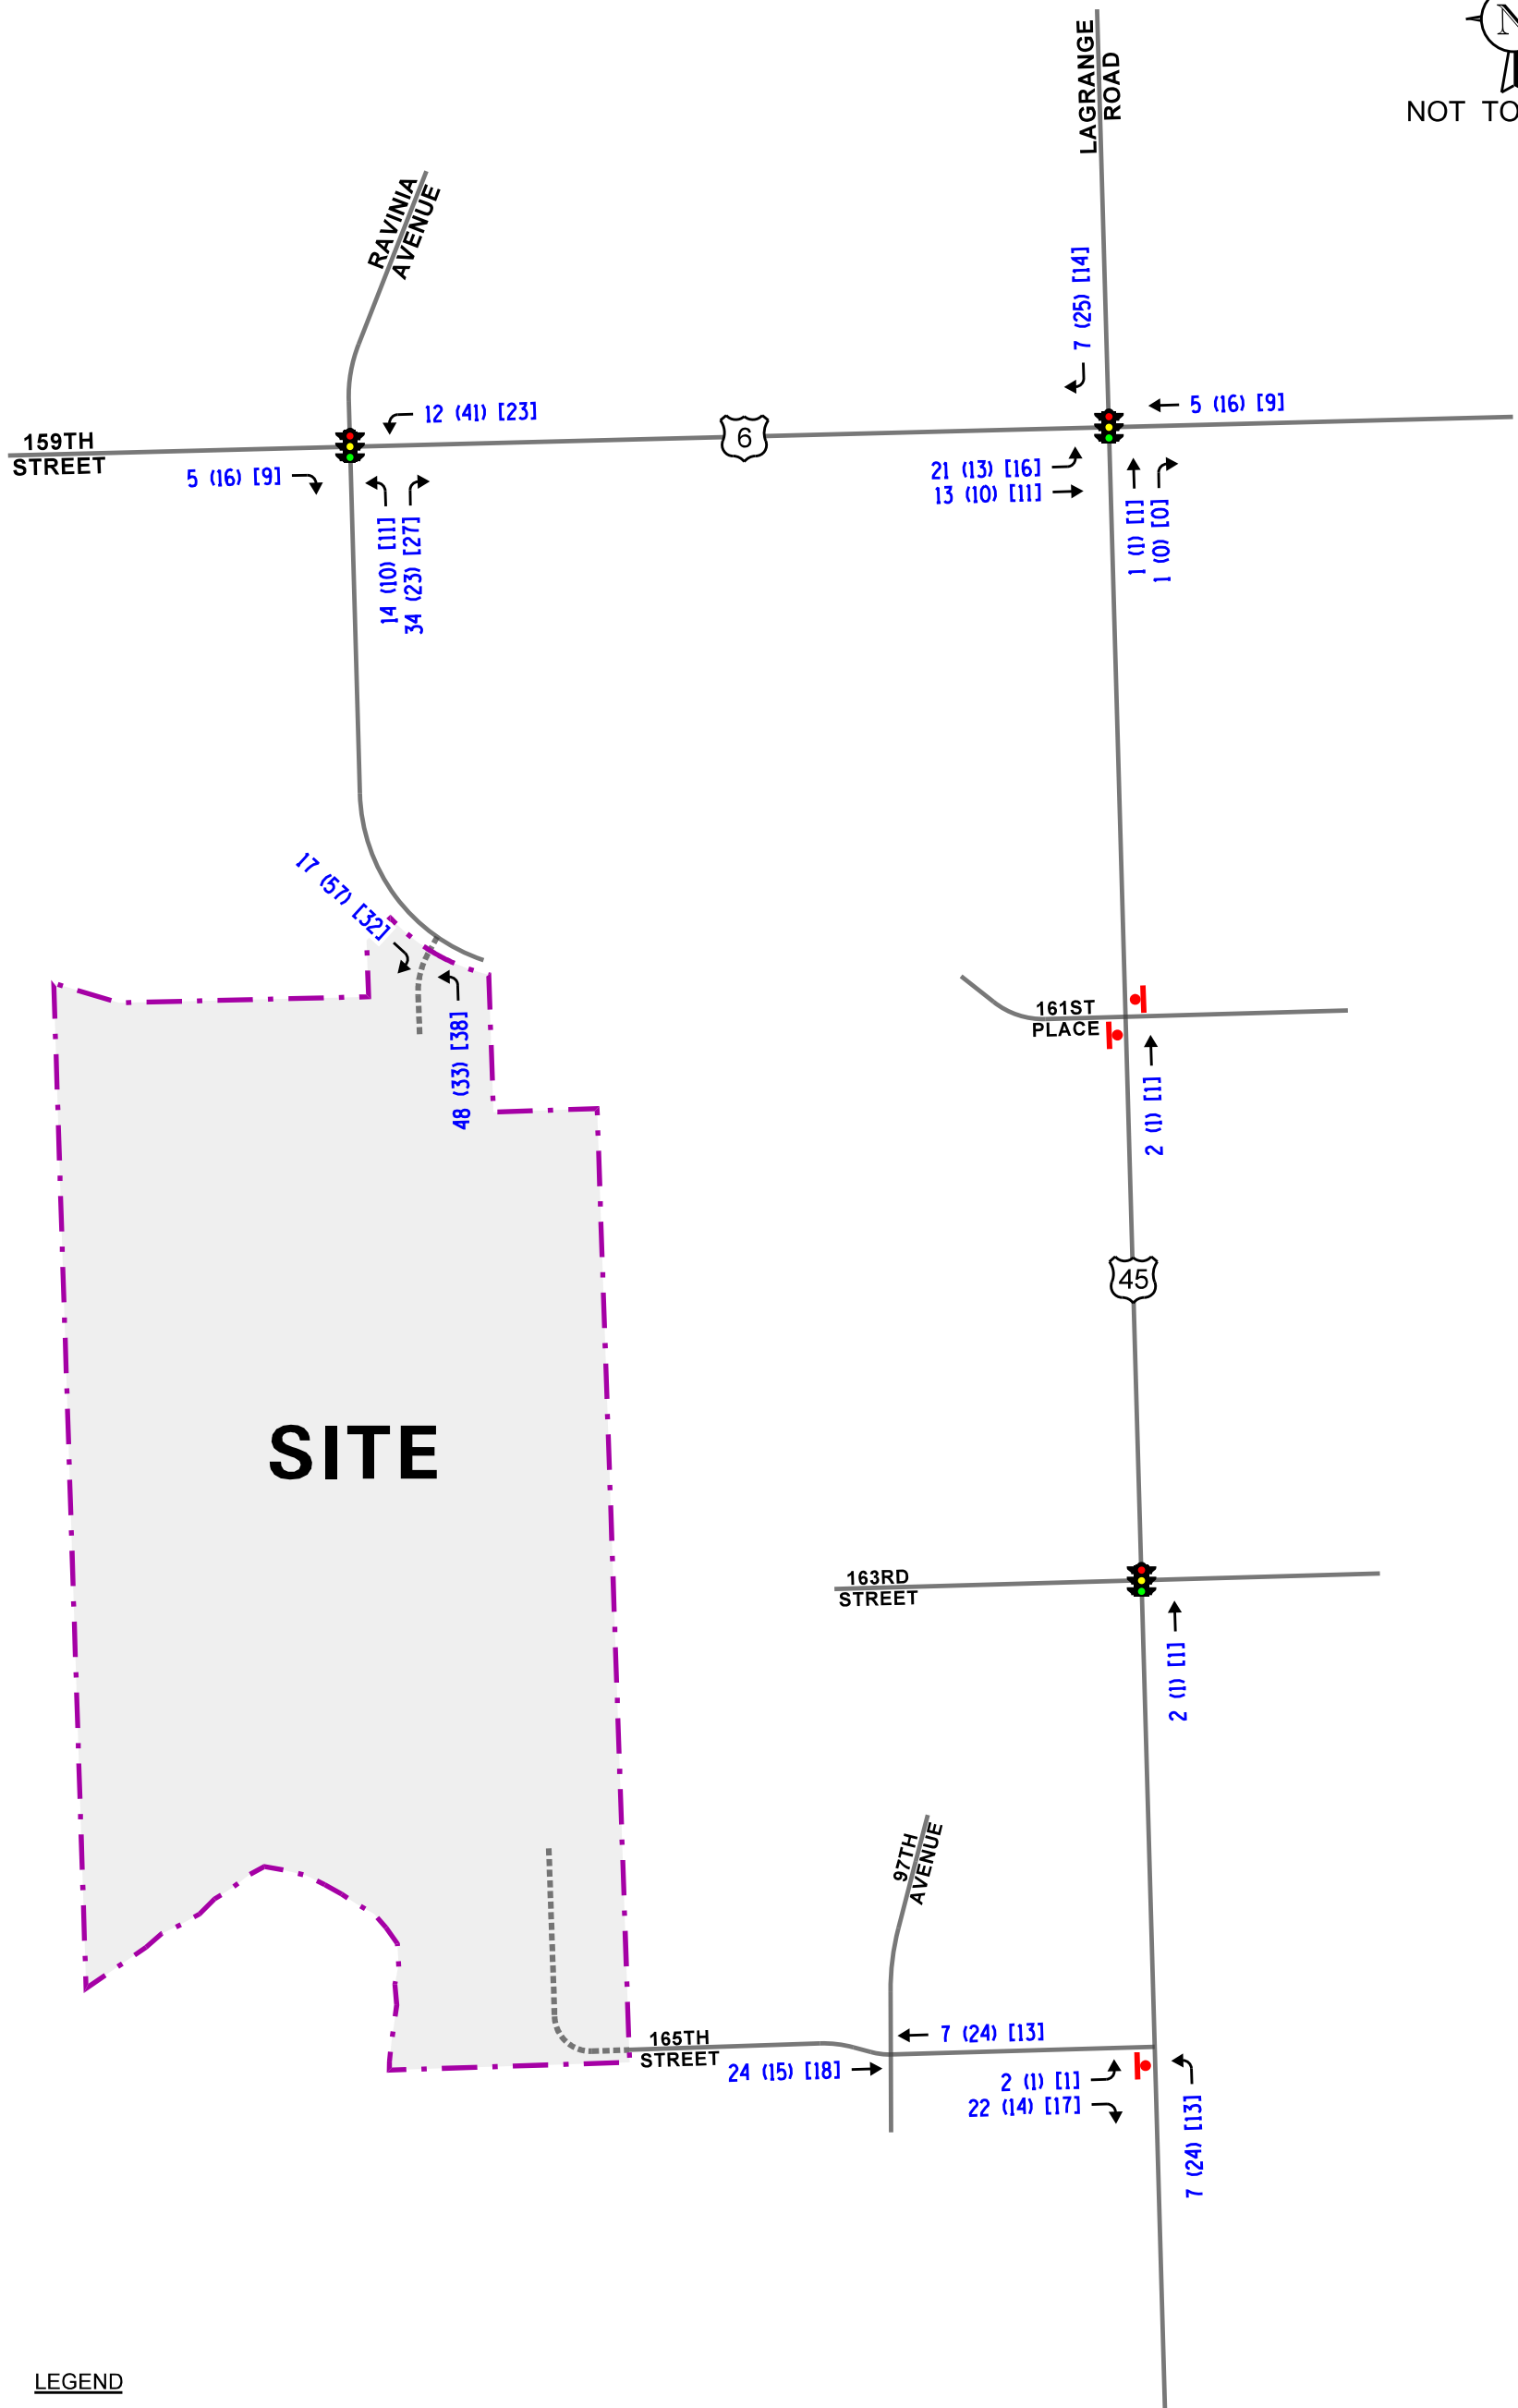 LAGRANGE
ROAD
N
NOT TO
RAVINIA
AVENUE
7 (25) [14]
159TH
STREET
12 (41) [23]
6
5 (16) [9]
5 (16) [9]
21 (13) [16]
13 (10) [11]
14 (10) [11]
34 (23) [27]
1 (1) [1]
1 (0) [0]
17 (57) [32]
48 (33) [38]
161ST
PLACE
2 (1) [1]
45
SITE
163RD
STREET
2 (1) [1]
97TH
AVENUE
165TH
STREET
7 (24) [13]
24 (15) [18]
2 (1) [1]
22 (14) [17]
7 (24) [13]
LEGEND